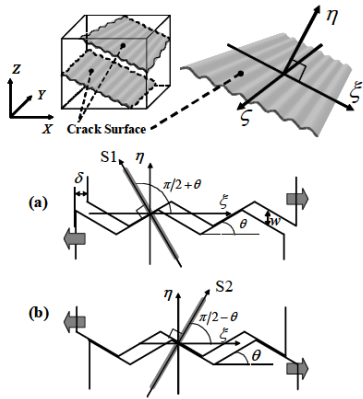 Z
Y
X
Crack Surface
η
ξ
ζ
(a)
δ
S1
η
π/2+θ
ξ
θ
w
(b)
η
S2
π/2−θ
ξ
θ